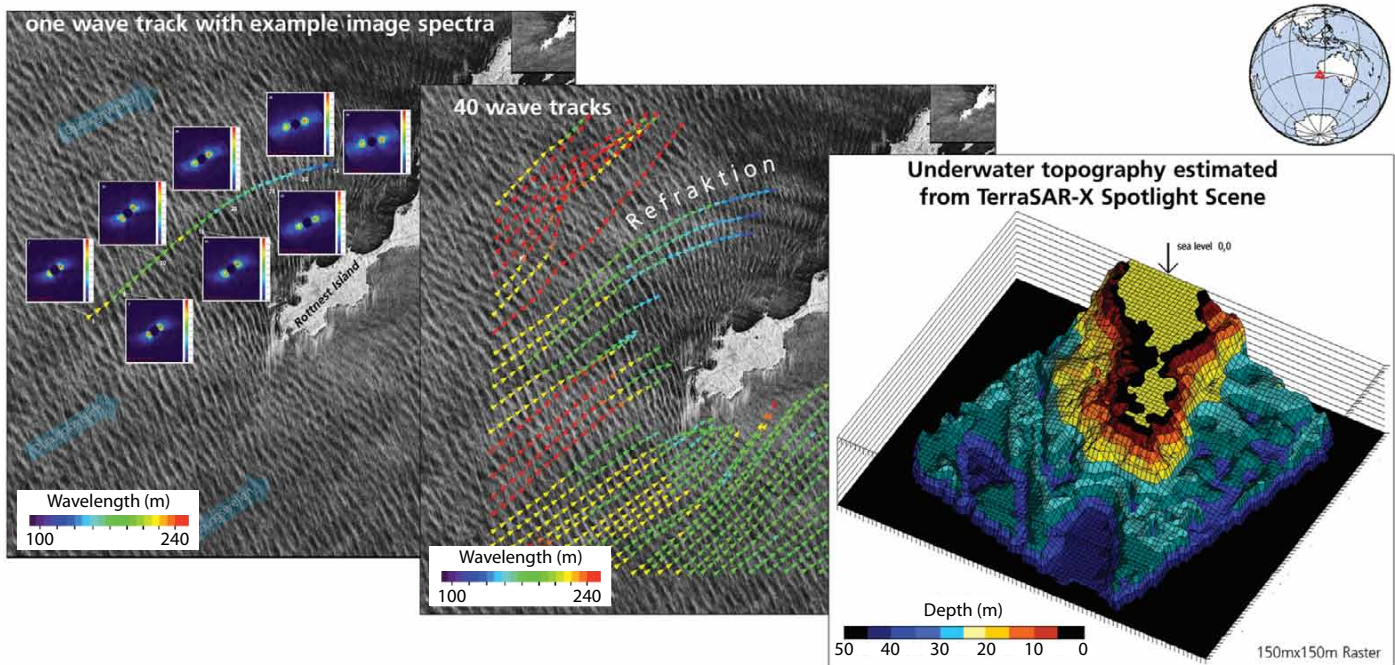 one wave track with example image spectra
Rottnest Island
Wavelength (m)
100 240
40 wave tracks
Refraktion
Wavelength (m)
100 240
Underwater topography estimated
from TerraSAR-X Spotlight Scene
sea level 0,0
Depth (m)
50 40 30 20 10 0
150mx150m Raster